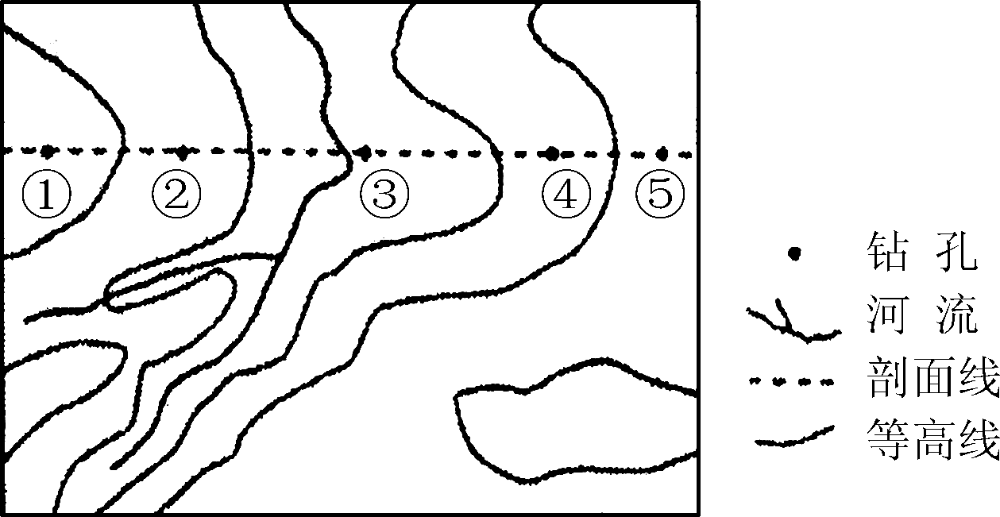 ① ② ③ ④ ⑤
钻 孔
河 流
剖面线
等高线